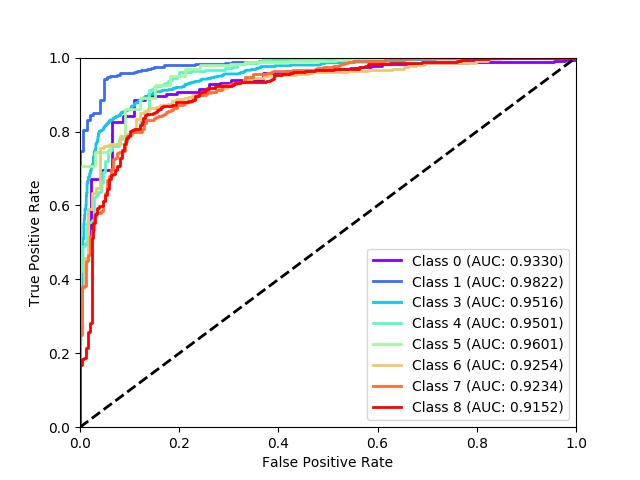 1.0
0.8
0.6
0.4
0.2
0.0
True Positive Rate
0.0 0.2 0.4 0.6 0.8 1.0
False Positive Rate
Class 0 (AUC: 0.9330)
Class 1 (AUC: 0.9822)
Class 3 (AUC: 0.9516)
Class 4 (AUC: 0.9501)
Class 5 (AUC: 0.9601)
Class 6 (AUC: 0.9254)
Class 7 (AUC: 0.9234)
Class 8 (AUC: 0.9152)